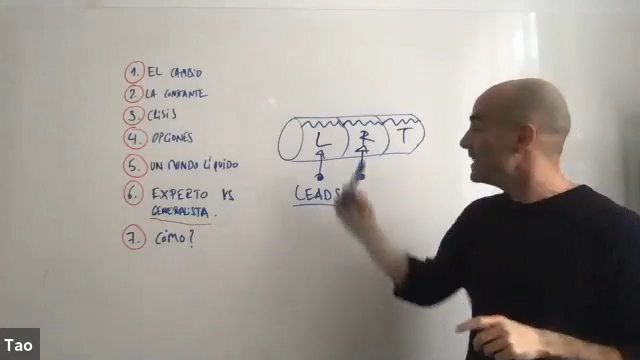 1. EL CAMBIO
2. LA CONSTANTE
3. CRISIS
4. OPCIONES
5. UN MUNDO LÍQUIDO
6. EXPERTO VS
GENERALISTA.
7. CÓMO?
L R T
LEADS
Tao